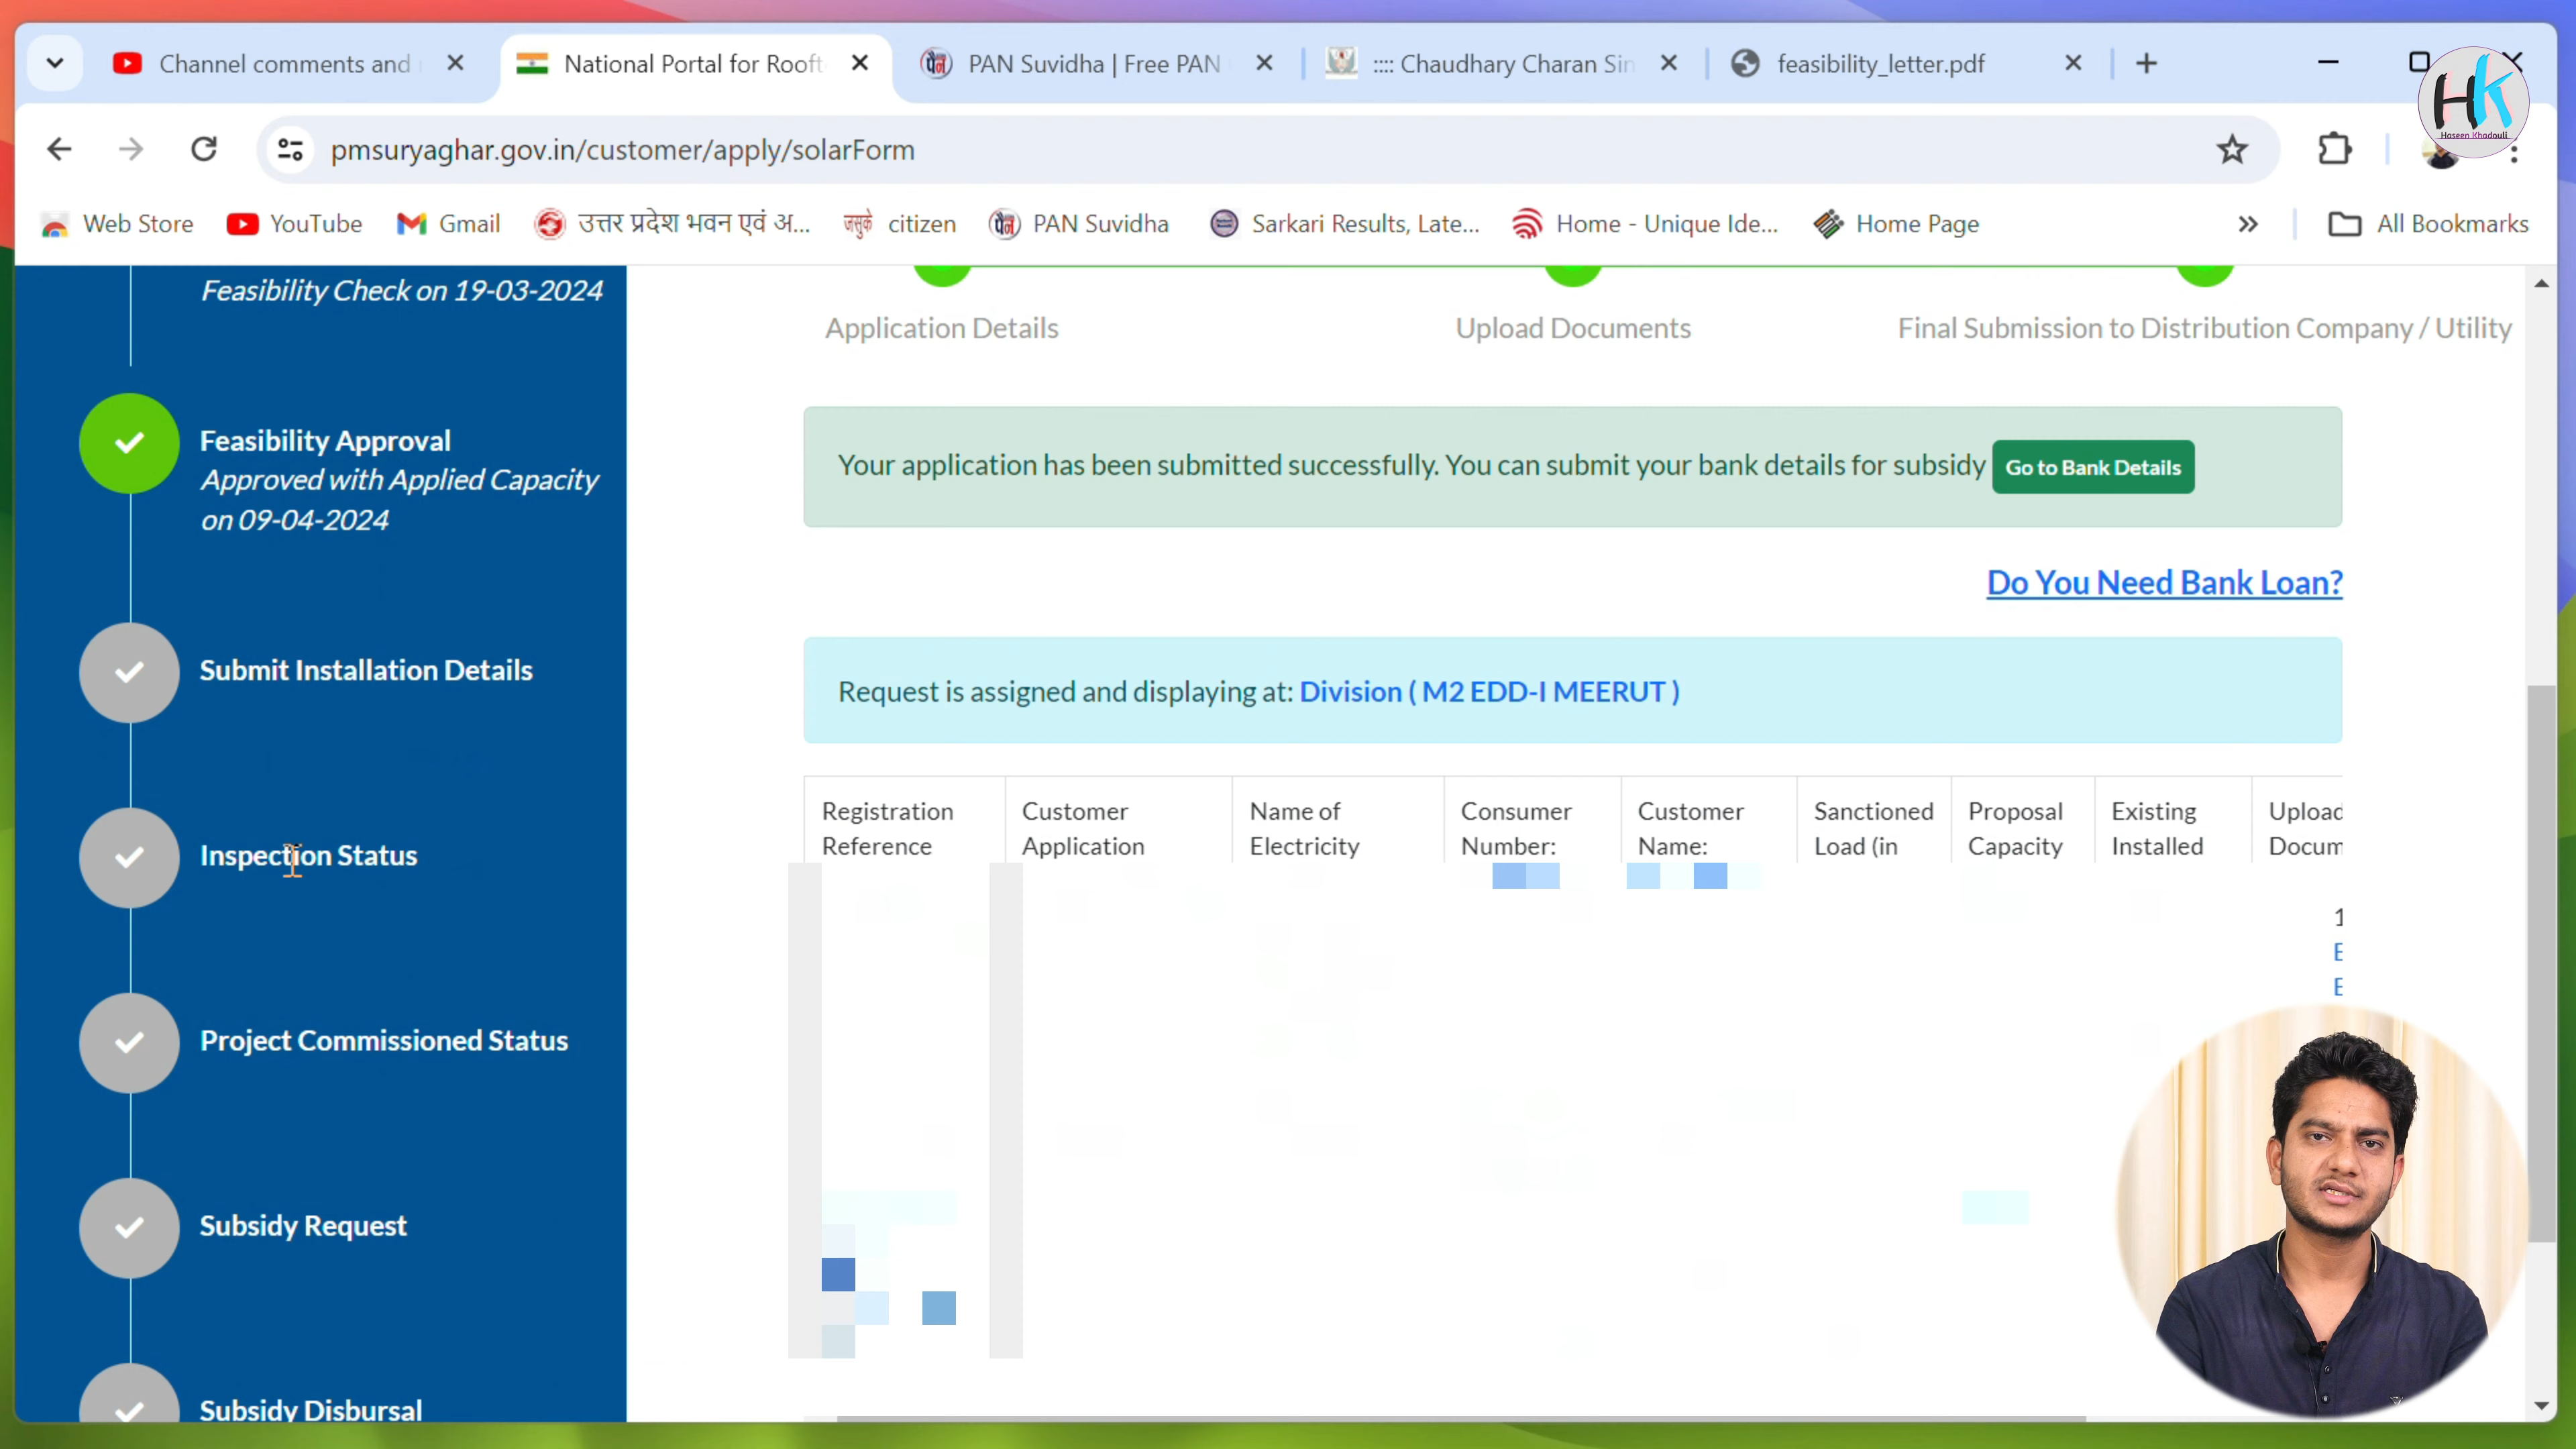 Channel comments and
National Portal for Rooft
PAN Suvidha | Free PAN
:::: Chaudhary Charan Sin
feasibility_letter.pdf
HK
Haseen Khadouli
pmsuryaghar.gov.in/customer/apply/solarForm
Web Store
YouTube
Gmail
उत्तर प्रदेश भवन एवं अ...
जसुके
citizen
पैन
PAN Suvidha
Sarkari Results, Late...
Home - Unique Ide...
Home Page
All Bookmarks
Feasibility Check on 19-03-2024
Feasibility Approval
Approved with Applied Capacity
on 09-04-2024
Submit Installation Details
Inspection Status
Project Commissioned Status
Subsidy Request
Subsidy Disbursal
Application Details
Upload Documents
Final Submission to Distribution Company / Utility
Your application has been submitted successfully. You can submit your bank details for subsidy Go to Bank Details
Do You Need Bank Loan?
Request is assigned and displaying at: Division ( M2 EDD-I MEERUT )
Registration
Reference
Customer
Application
Name of
Electricity
Consumer
Number:
Customer
Name:
Sanctioned
Load (in
Proposal
Capacity
Existing
Installed
Upload
Docum
1
E
E